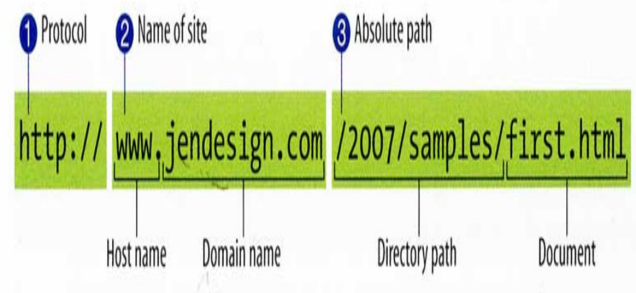 1 Protocol 2 Name of site 3 Absolute path
http:// www.jendesign.com /2007/samples/first.html
Host name Domain name Directory path Document